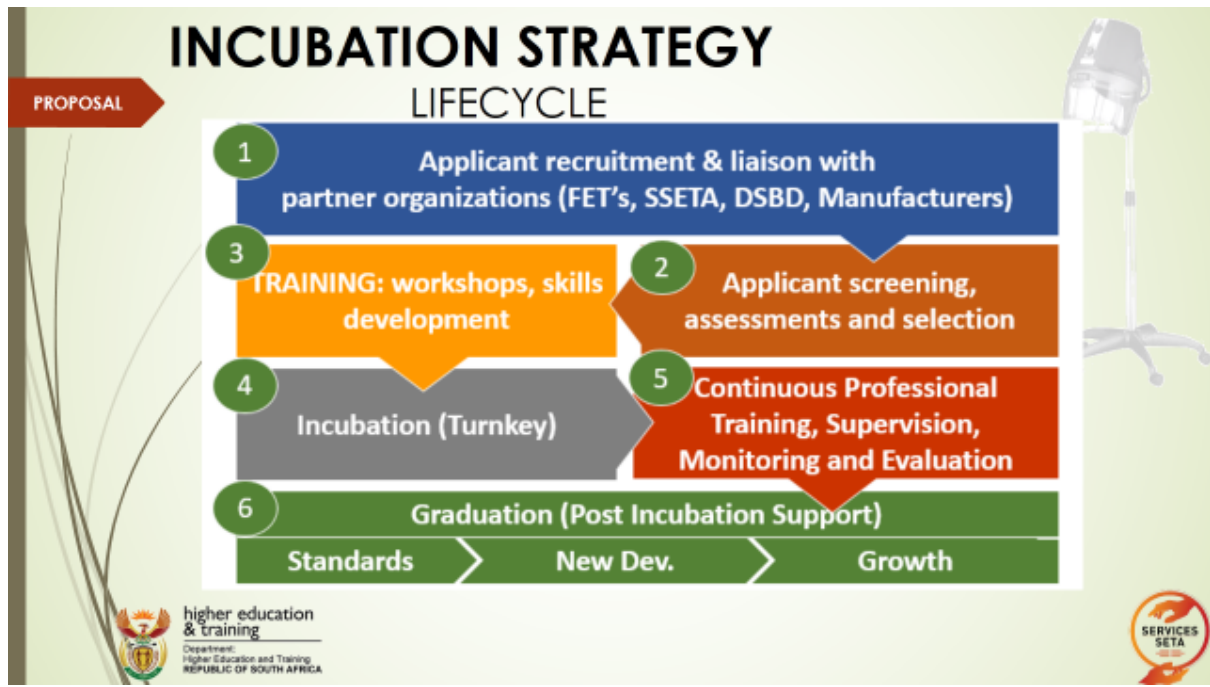 INCUBATION STRATEGY
PROPOSAL
LIFECYCLE
1
Applicant recruitment & liaison with
partner organizations (FET's, SSETA, DSBD, Manufacturers)
3
TRAINING: workshops, skills
development
2
Applicant screening,
assessments and selection
4
Incubation (Turnkey)
5
Continuous Professional
Training, Supervision,
Monitoring and Evaluation
6
Graduation (Post Incubation Support)
Standards
New Dev.
Growth
higher education
& training
Department:
Higher Education and Training
REPUBLIC OF SOUTH AFRICA
SERVICES
SETA